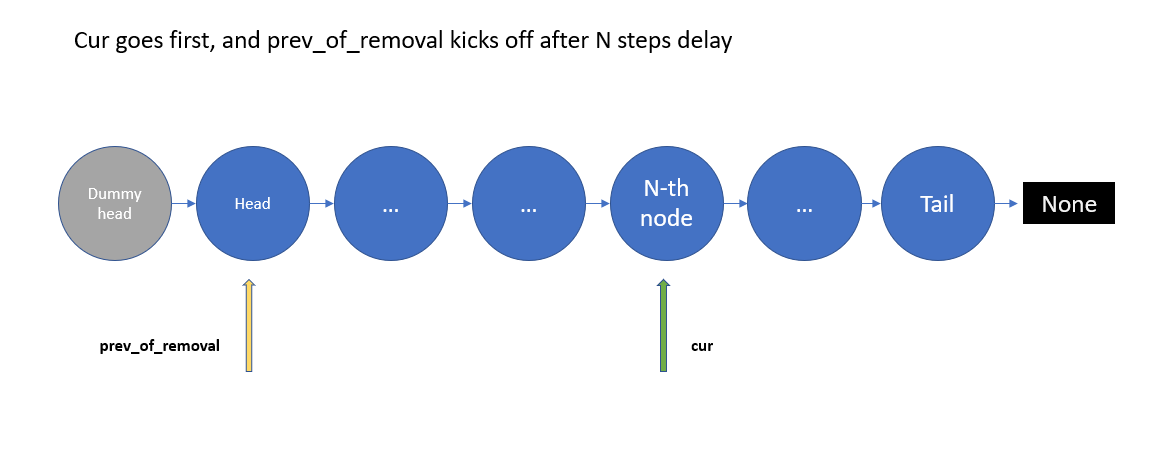 Cur goes first, and prev_of_removal kicks off after N steps delay
Dummy
head
Head
...
...
N-th
node
...
Tail
None
prev_of_removal
cur